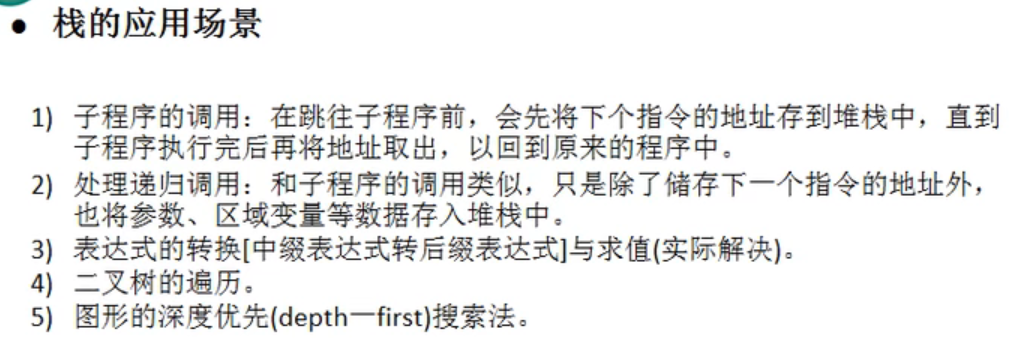 ● 栈的应用场景
1) 子程序的调用：在跳往子程序前，会先将下个指令的地址存到堆栈中，直到
子程序执行完后再将地址取出，以回到原来的程序中。
2) 处理递归调用：和子程序的调用类似，只是除了储存下一个指令的地址外，
也将参数、区域变量等数据存入堆栈中。
3) 表达式的转换[中缀表达式转后缀表达式]与求值(实际解决)。
4) 二叉树的遍历。
5) 图形的深度优先(depth一first)搜索法。